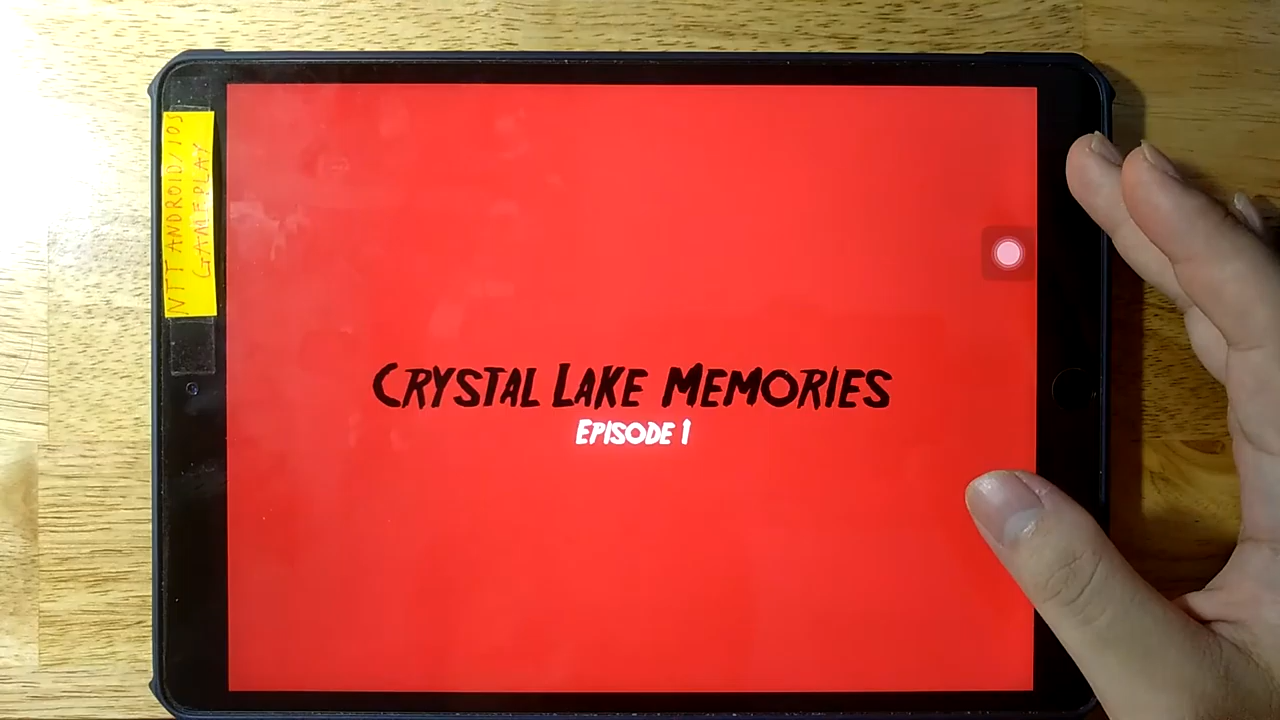 NTT ANDROID/IOS
GAMEPLAY
CRYSTAL LAKE MEMORIES
EPISODE 1